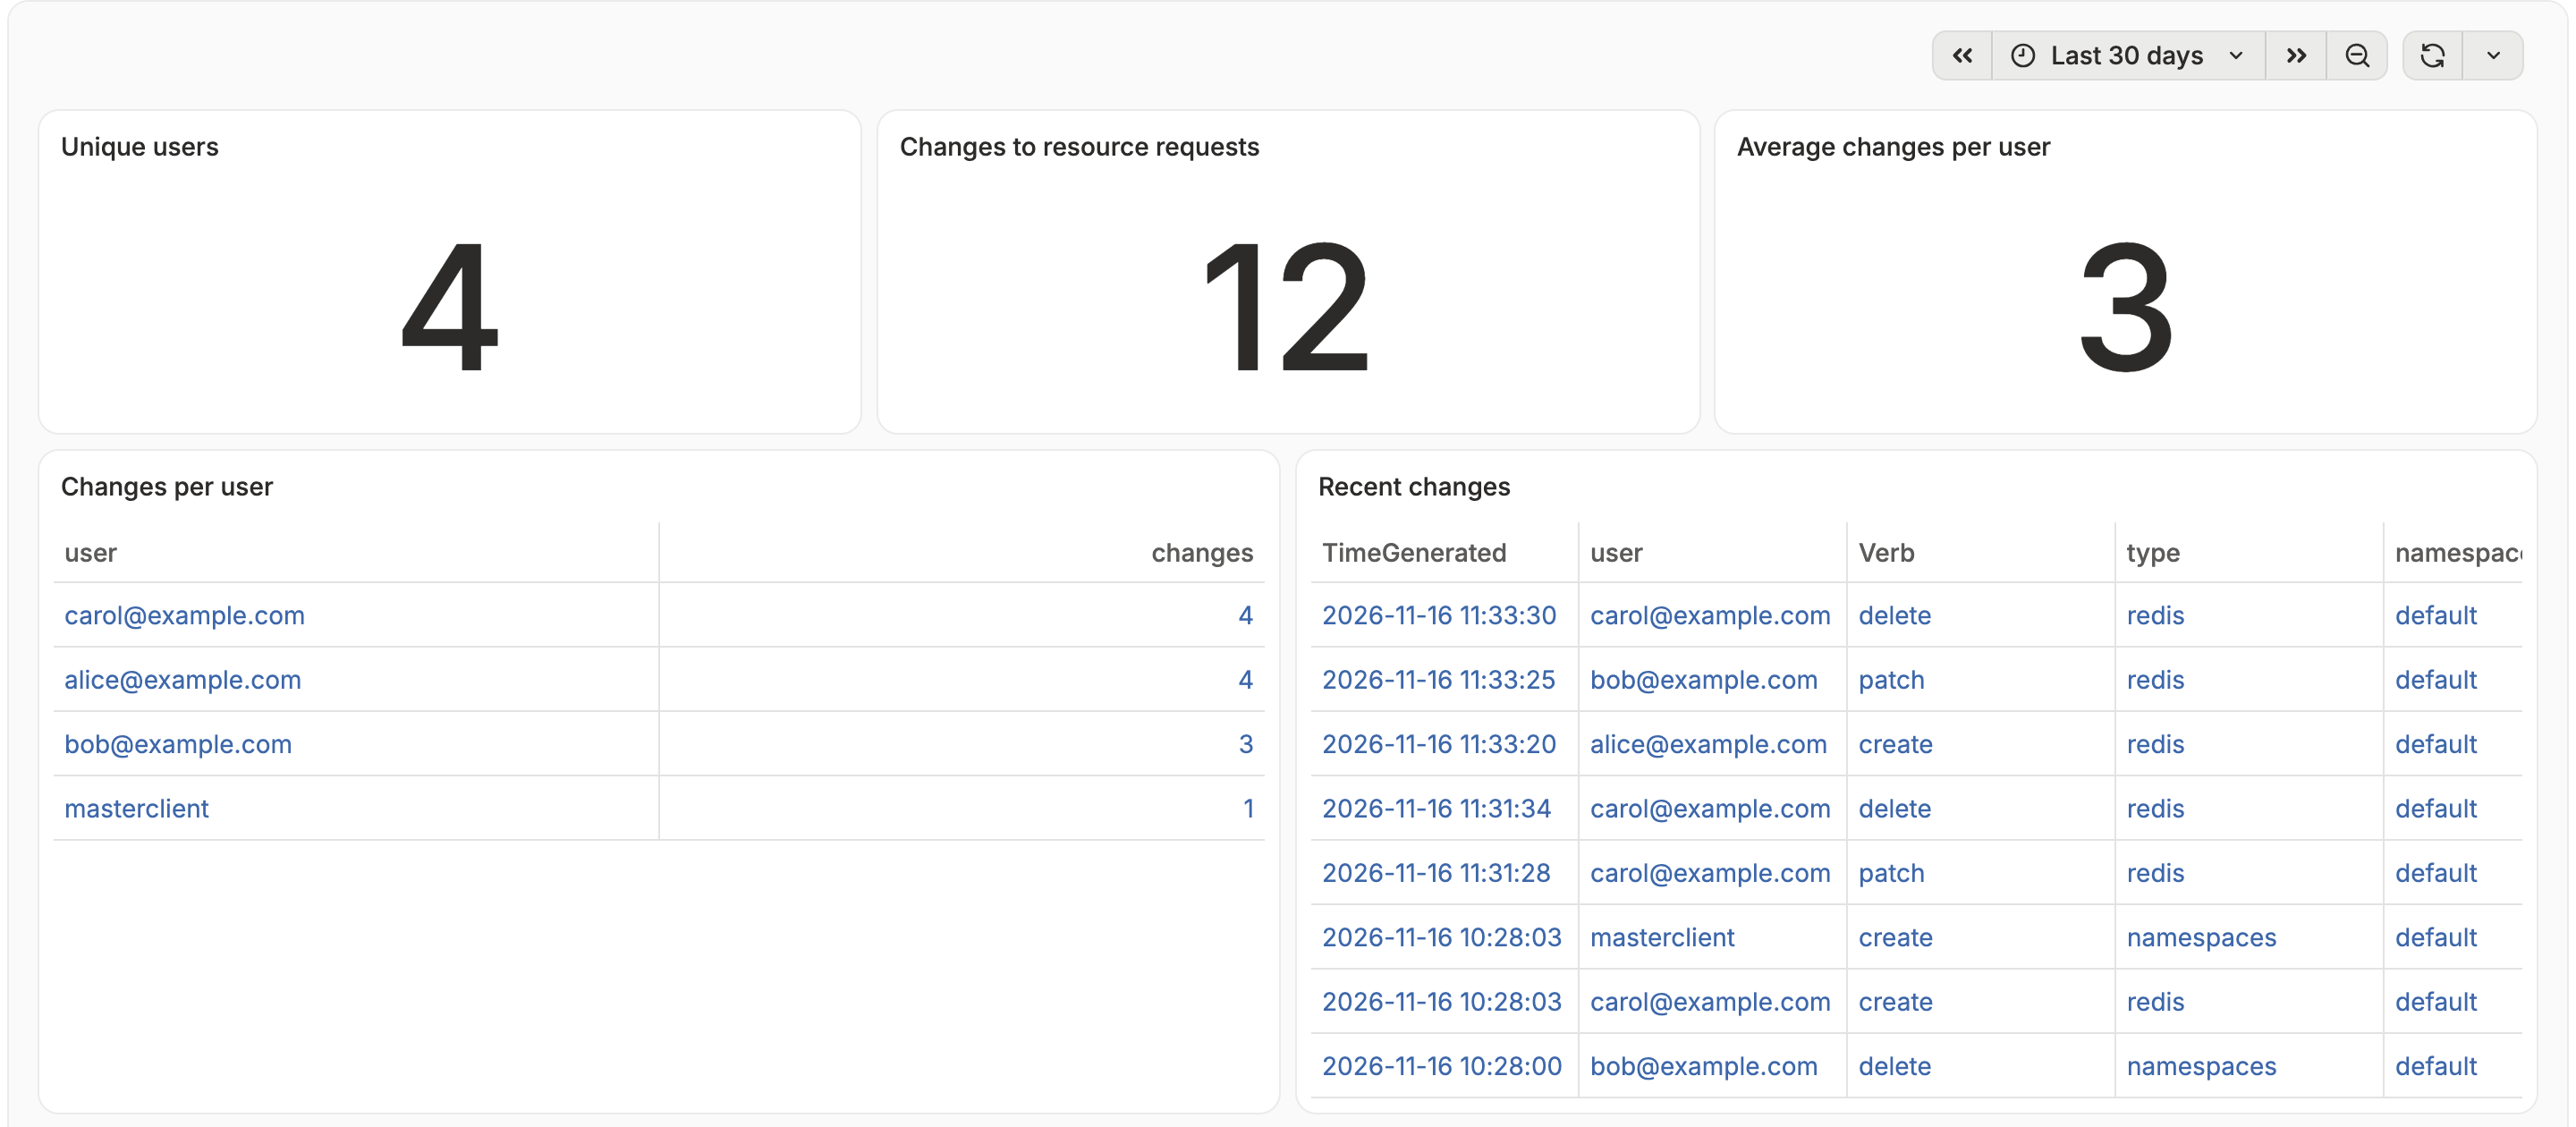 Last 30 days
Unique users
4
Changes to resource requests
12
Average changes per user
3
Changes per user
user changes
carol@example.com 4
alice@example.com 4
bob@example.com 3
masterclient 1
Recent changes
TimeGenerated user Verb type namespac
2026-11-16 11:33:30 carol@example.com delete redis default
2026-11-16 11:33:25 bob@example.com patch redis default
2026-11-16 11:33:20 alice@example.com create redis default
2026-11-16 11:31:34 carol@example.com delete redis default
2026-11-16 11:31:28 carol@example.com patch redis default
2026-11-16 10:28:03 masterclient create namespaces default
2026-11-16 10:28:03 carol@example.com create redis default
2026-11-16 10:28:00 bob@example.com delete namespaces default